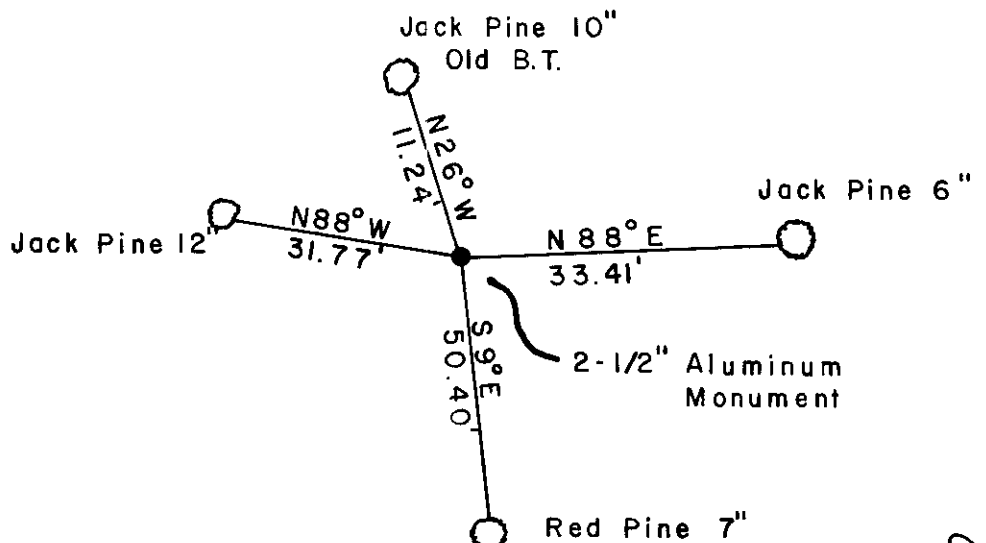 Jack Pine 10"
Old B.T.
N26°W
11.24'
Jack Pine 6"
N88°W
31.77'
Jack Pine 12"
N 88°E
33.41'
S 9°E
50.40'
2-1/2" Aluminum
Monument
Red Pine 7"